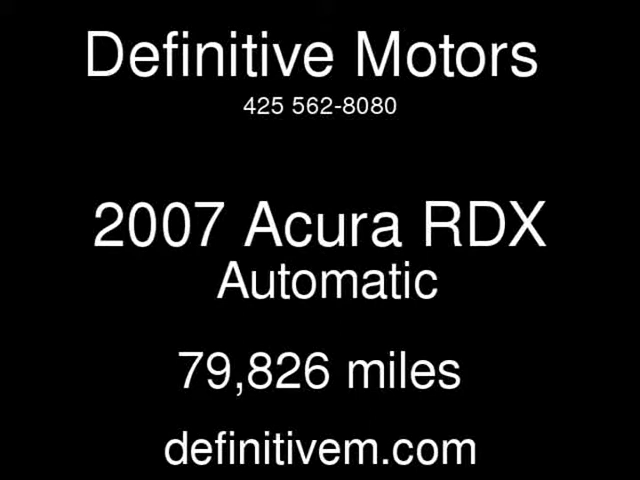 Definitive Motors
425 562-8080
2007 Acura RDX
Automatic
79,826 miles
definitivem.com